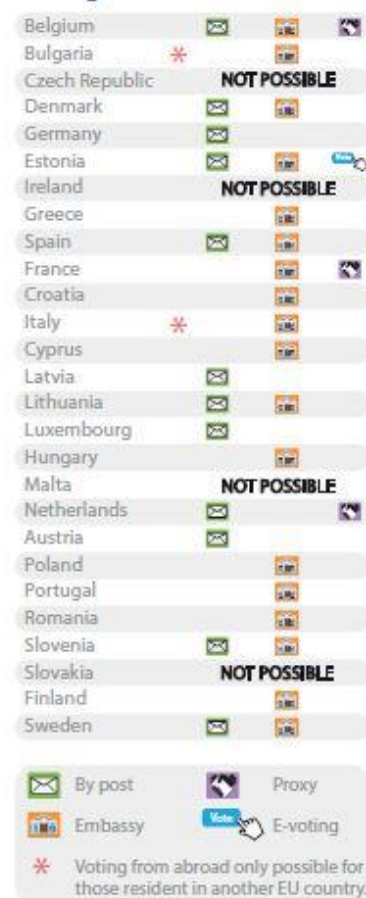 Belgium
Bulgaria *
Czech Republic NOT POSSIBLE
Denmark
Germany
Estonia Vote
Ireland NOT POSSIBLE
Greece
Spain
France
Croatia
Italy *
Cyprus
Latvia
Lithuania
Luxembourg
Hungary
Malta NOT POSSIBLE
Netherlands
Austria
Poland
Portugal
Romania
Slovenia
Slovakia NOT POSSIBLE
Finland
Sweden
By post Proxy
Embassy Vote E-voting
* Voting from abroad only possible for
those resident in another EU country.